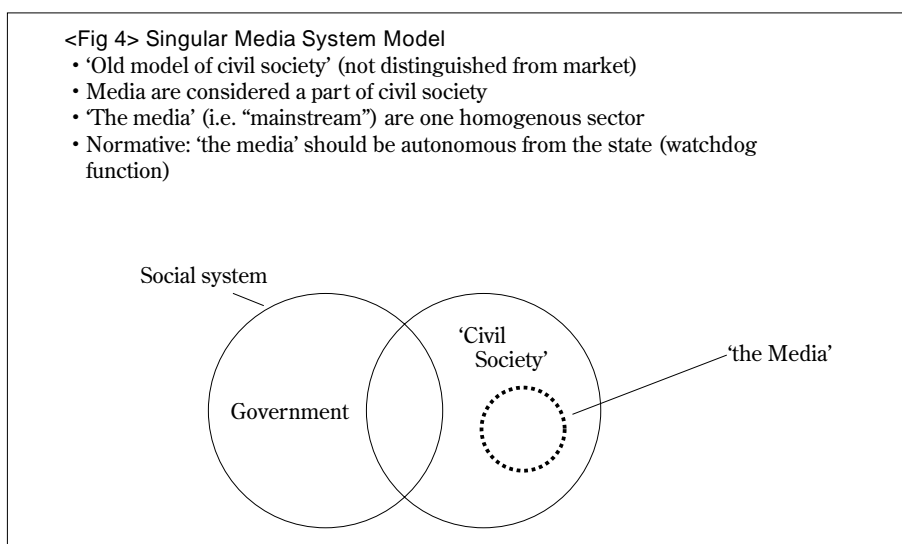 <Fig 4> Singular Media System Model
• ‘Old model of civil society’ (not distinguished from market)
• Media are considered a part of civil society
• ‘The media’ (i.e. “mainstream”) are one homogenous sector
• Normative: ‘the media’ should be autonomous from the state (watchdog
function)
Social system
‘Civil
Society’
‘the Media’
Government